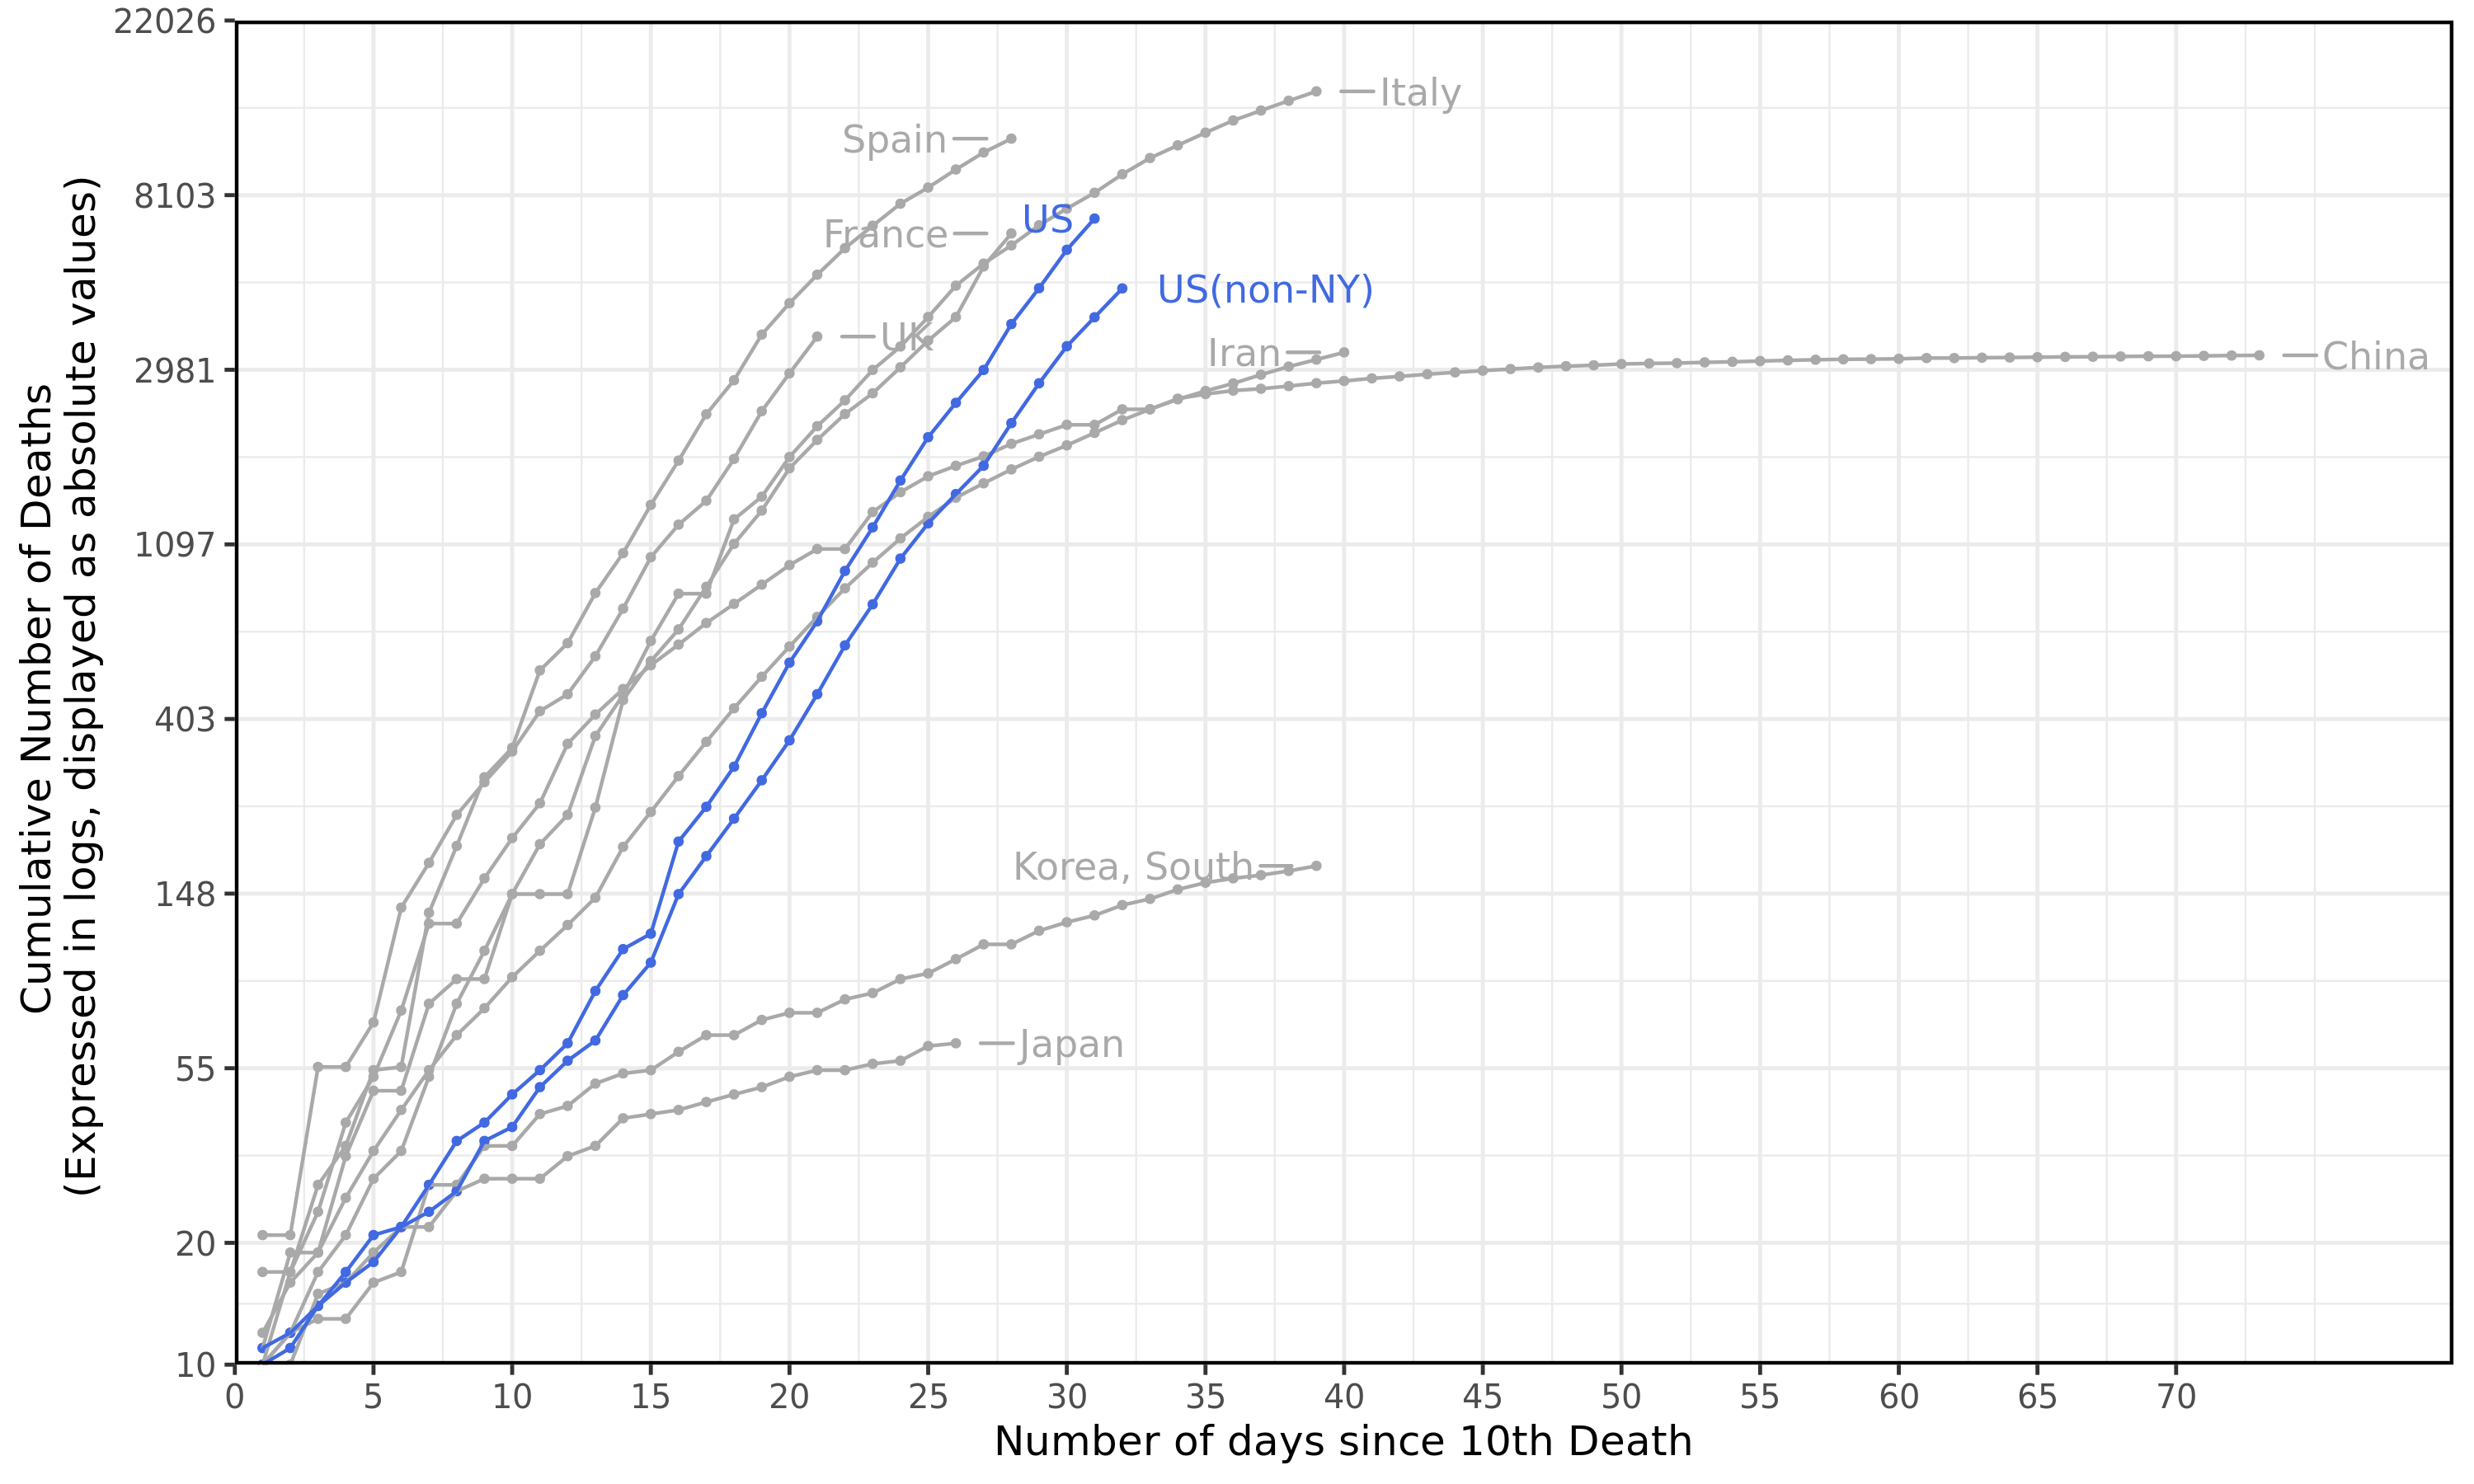 Cumulative Number of Deaths
(Expressed in logs, displayed as absolute values)
22026
8103
2981
1097
403
148
55
20
10
Italy
Spain
US
France
US(non-NY)
UK
Iran
China
Korea, South
Japan
0 5 10 15 20 25 30 35 40 45 50 55 60 65 70
Number of days since 10th Death